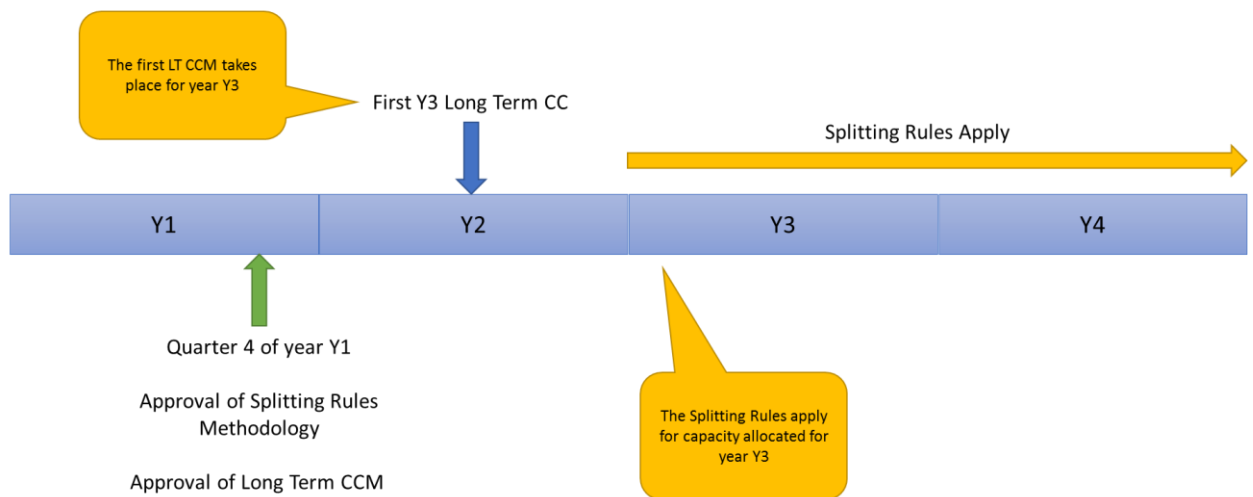 The first LT CCM takes
place for year Y3
First Y3 Long Term CC
Splitting Rules Apply
Y1
Y2
Y3
Y4
Quarter 4 of year Y1
Approval of Splitting Rules
Methodology
Approval of Long Term CCM
The Splitting Rules apply
for capacity allocated for
year Y3